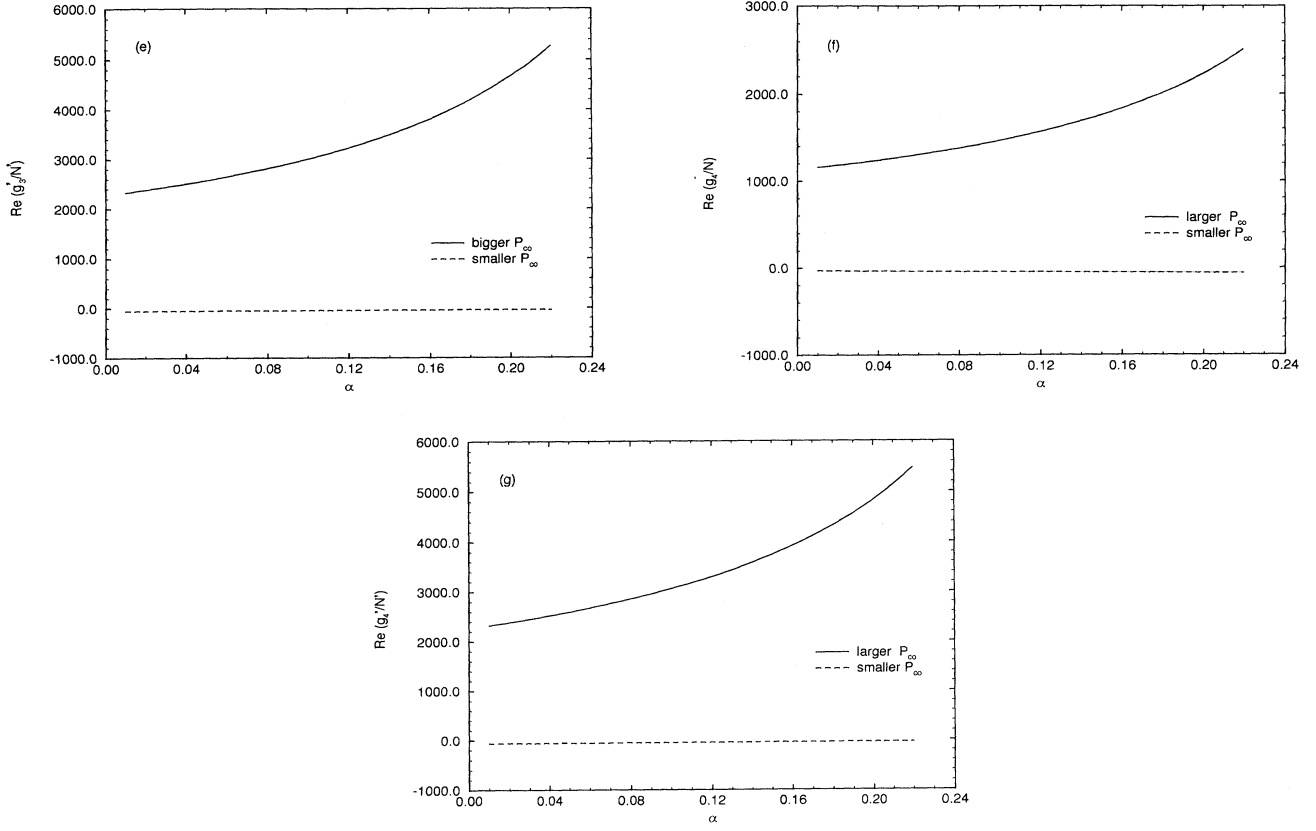 6000.0
(e)
5000.0
4000.0
3000.0
2000.0
1000.0
0.0
-1000.0
Re (g₃'/N')
bigger P∞
smaller P∞
0.00 0.04 0.08 0.12 0.16 0.20 0.24
α
3000.0
(f)
2000.0
1000.0
0.0
-1000.0
Re (g₄/N)
larger P∞
smaller P∞
0.00 0.04 0.08 0.12 0.16 0.20 0.24
α
6000.0
(g)
5000.0
4000.0
3000.0
2000.0
1000.0
0.0
-1000.0
Re (g₄'/N')
larger P∞
smaller P∞
0.00 0.04 0.08 0.12 0.16 0.20 0.24
α